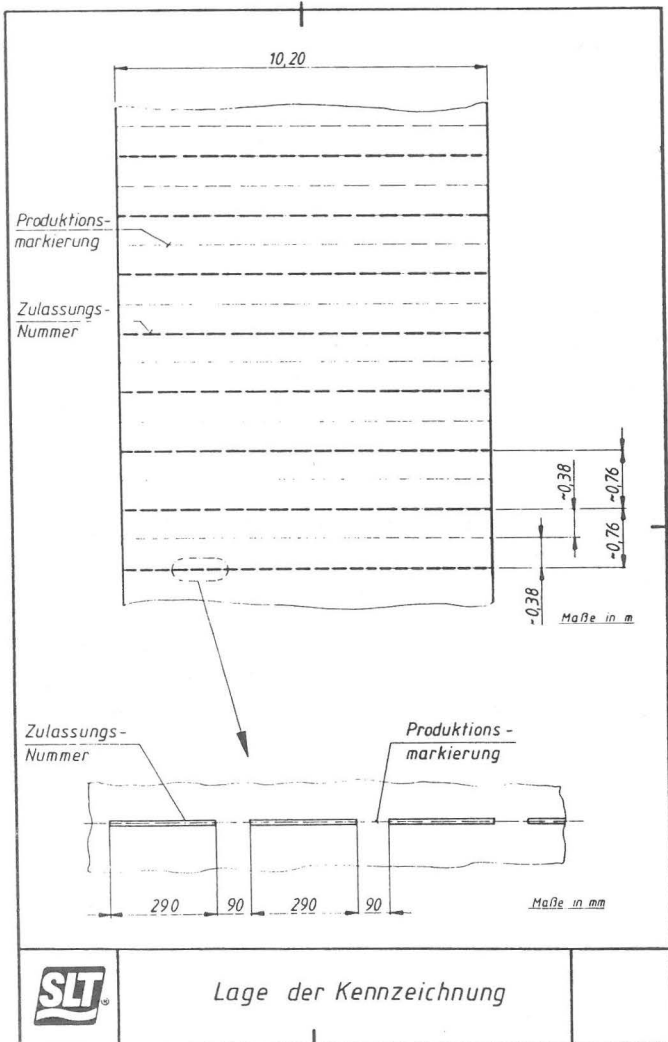 10,20
Produktions-
markierung
Zulassungs-
Nummer
~0,38
~0,76
~0,76
~0,38
Maße in m
Zulassungs-
Nummer
Produktions-
markierung
290
90
290
90
Maße in mm
SLT®
Lage der Kennzeichnung